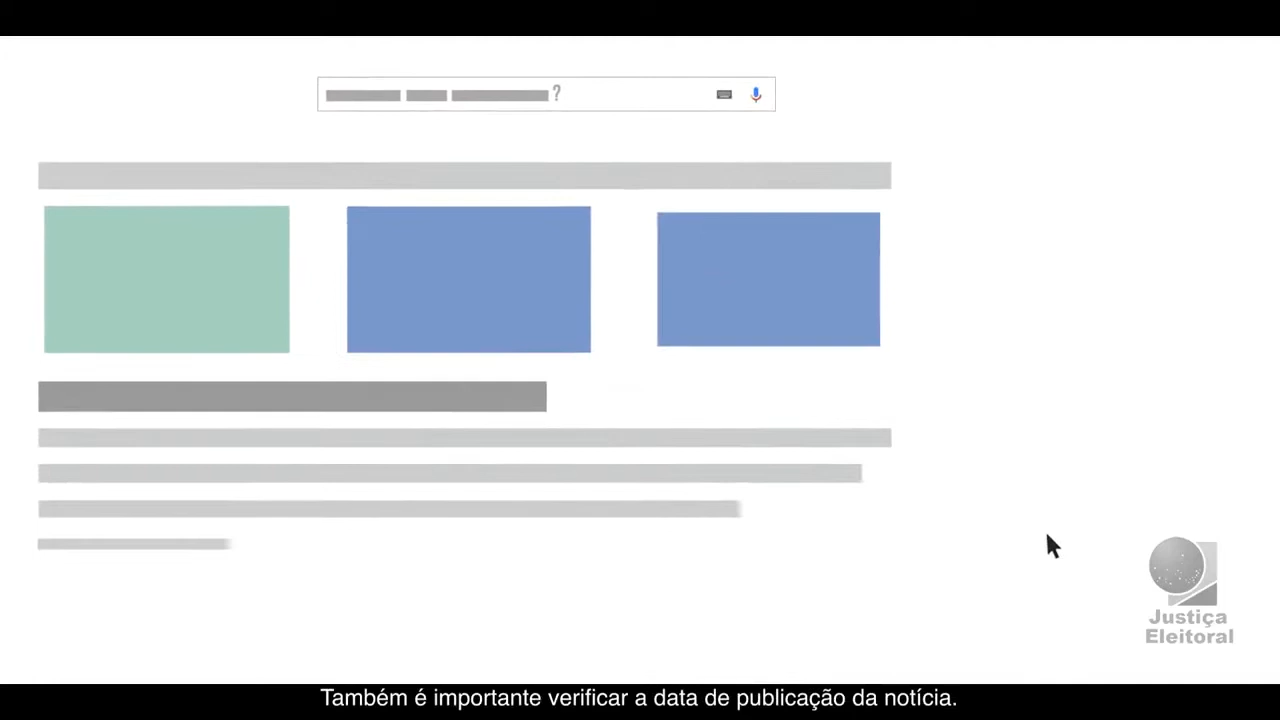 ?
Justiça
Eleitoral
Também é importante verificar a data de publicação da notícia.